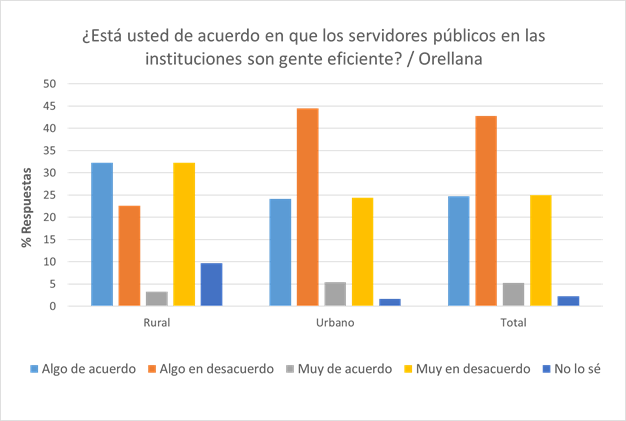 ¿Está usted de acuerdo en que los servidores públicos en las
instituciones son gente eficiente? / Orellana
50
45
40
35
30
25
20
15
10
5
0
% Respuestas
Rural Urbano Total
Algo de acuerdo Algo en desacuerdo Muy de acuerdo Muy en desacuerdo No lo sé